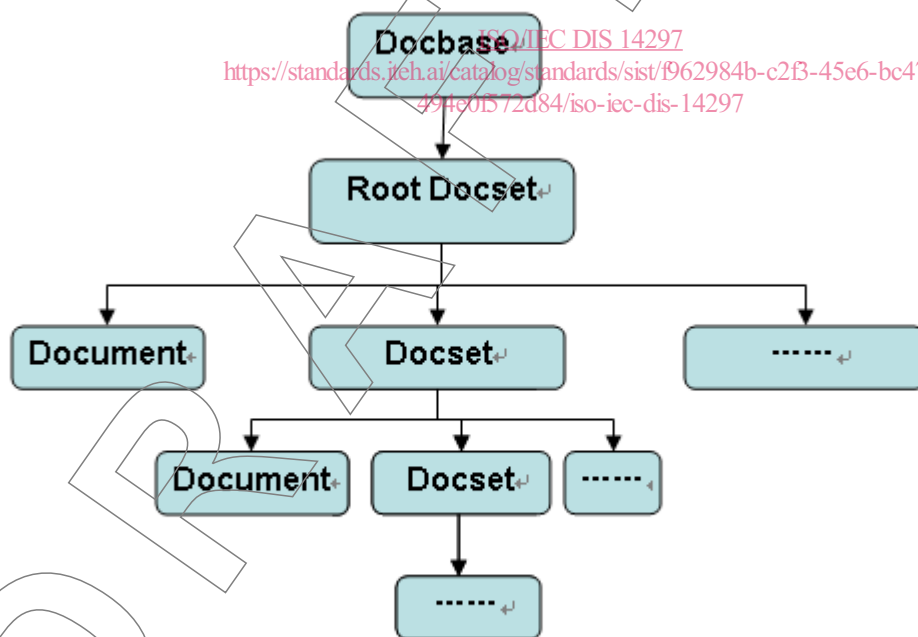 Docbase
ISO/IEC DIS 14297
https://standards.iteh.ai/catalog/standards/sist/f962984b-c2f3-45e6-bc47
494e0f572d84/iso-iec-dis-14297
Root Docset
Document
Docset
------
Document
Docset
------
------